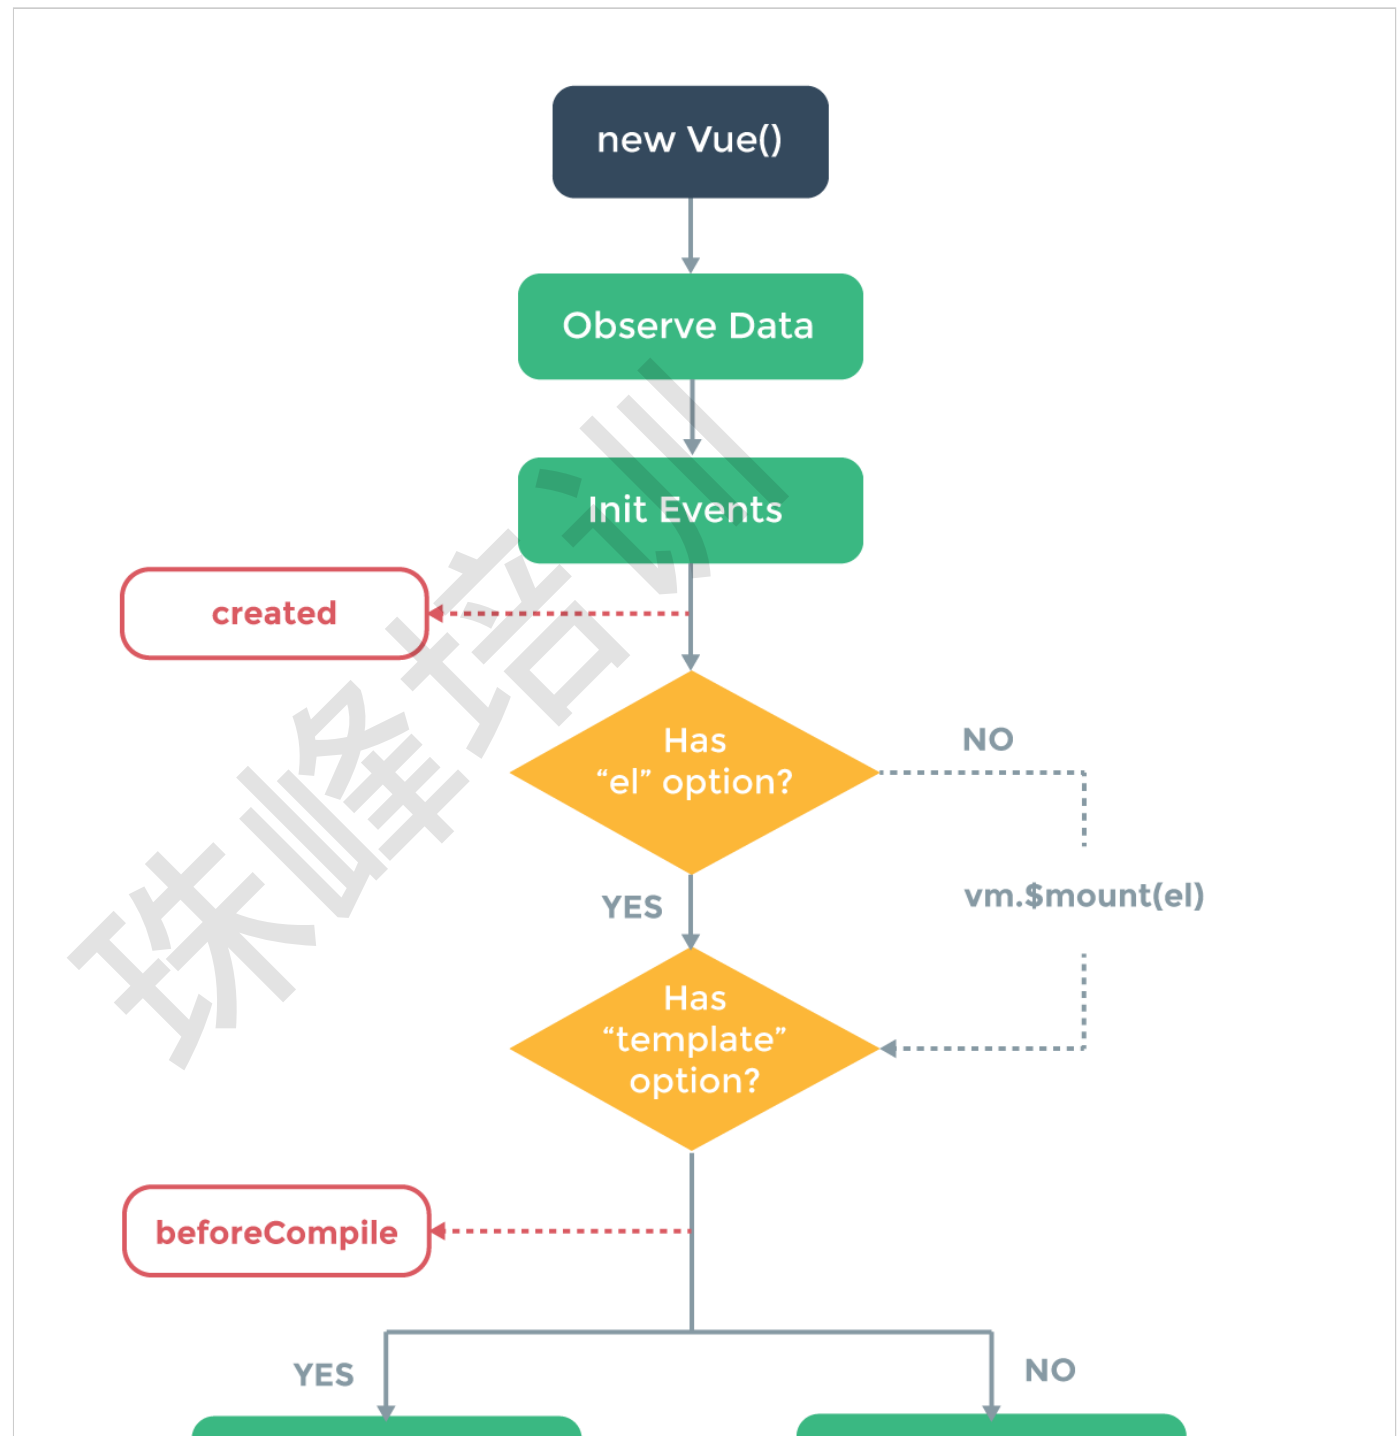 new Vue()
Observe Data
Init Events
created
Has
“el” option?
NO
YES
vm.$mount(el)
Has
“template”
option?
beforeCompile
YES
NO
珠峰培训